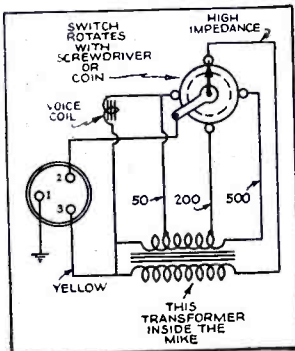 SWITCH
ROTATES
WITH
SCREWDRIVER
OR
COIN
HIGH
IMPEDANCE
VOICE
COIL
2
1
3
50
200
500
YELLOW
THIS
TRANSFORMER
INSIDE THE
MIKE